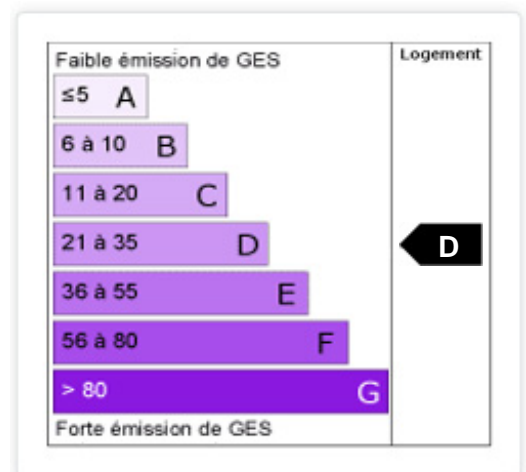 Faible émission de GES
Logement
≤5 A
6 à 10 B
11 à 20 C
21 à 35 D
D
36 à 55 E
56 à 80 F
> 80 G
Forte émission de GES